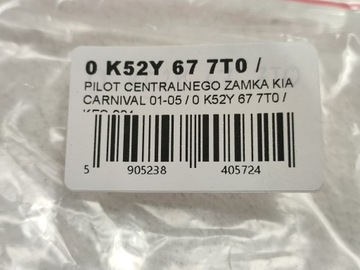 0 K52Y 67 7T0 /
PILOT CENTRALNEGO ZAMKA KIA
CARNIVAL 01-05 / 0 K52Y 67 7T0 /
5 905238 405724